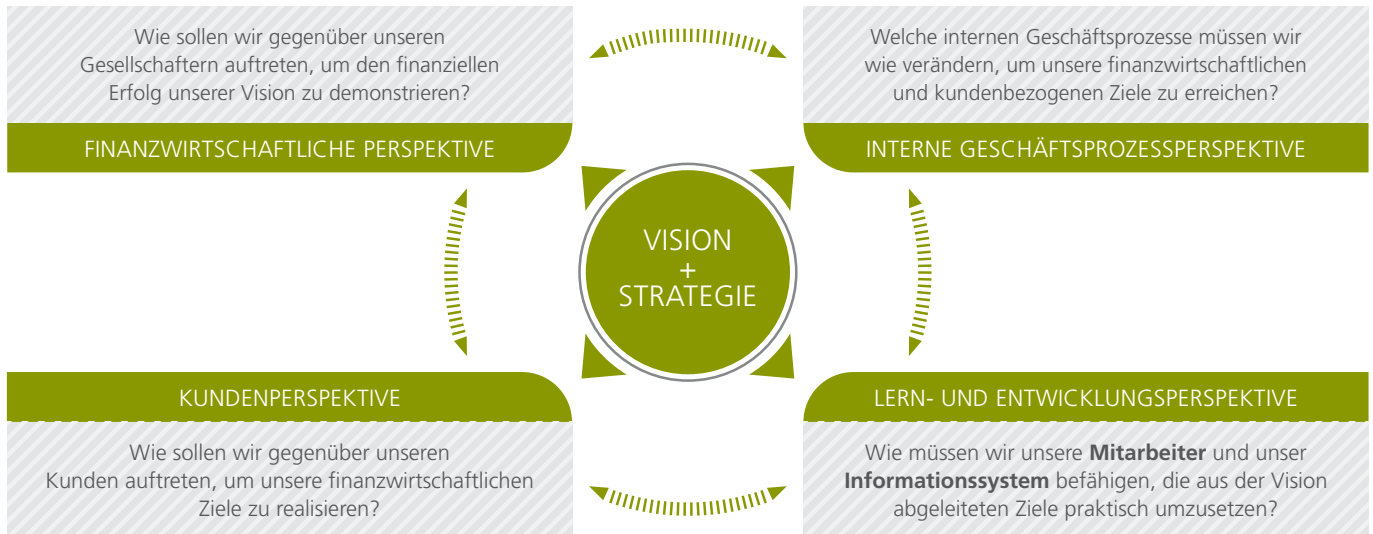 Wie sollen wir gegenüber unseren
Gesellschaftern auftreten, um den finanziellen
Erfolg unserer Vision zu demonstrieren?
FINANZWIRTSCHAFTLICHE PERSPEKTIVE
Welche internen Geschäftsprozesse müssen wir
wie verändern, um unsere finanzwirtschaftlichen
und kundenbezogenen Ziele zu erreichen?
INTERNE GESCHÄFTSPROZESSPERSPEKTIVE
VISION
+
STRATEGIE
KUNDENPERSPEKTIVE
Wie sollen wir gegenüber unseren
Kunden auftreten, um unsere finanzwirtschaftlichen
Ziele zu realisieren?
LERN- UND ENTWICKLUNGSPERSPEKTIVE
Wie müssen wir unsere Mitarbeiter und unser
Informationssystem befähigen, die aus der Vision
abgeleiteten Ziele praktisch umzusetzen?